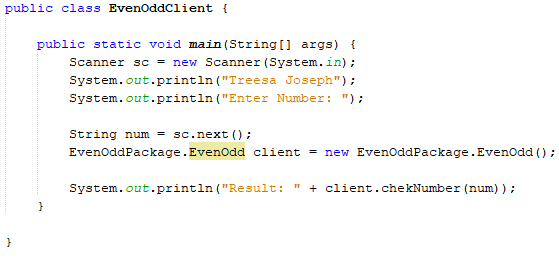 public class EvenOddClient {
public static void main(String[] args) {
Scanner sc = new Scanner(System.in);
System.out.println("Treesa Joseph");
System.out.println("Enter Number: ");
String num = sc.next();
EvenOddPackage.EvenOdd client = new EvenOddPackage.EvenOdd();
System.out.println("Result: " + client.chekNumber(num));
}
}